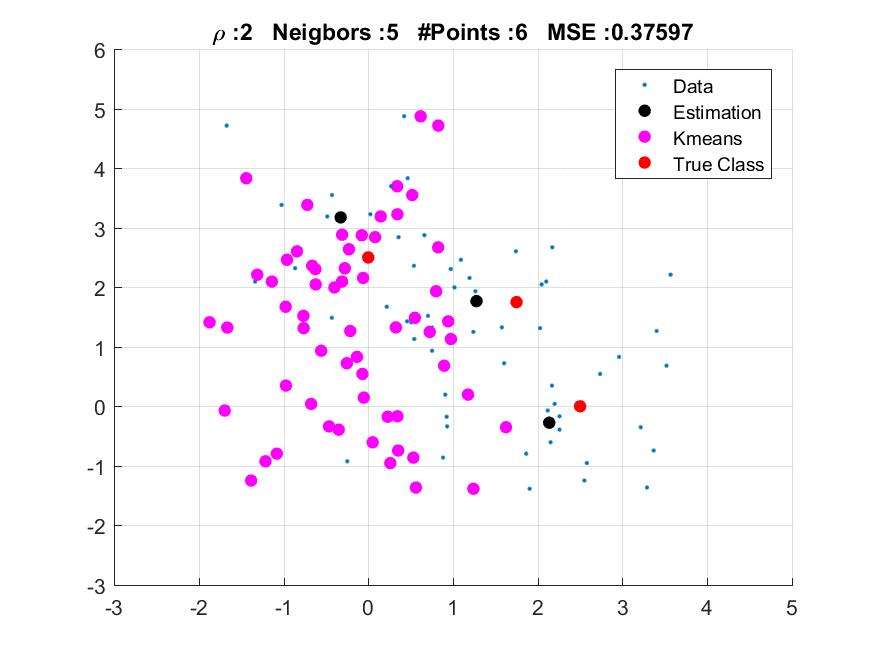 ρ :2 Neigbors :5 #Points :6 MSE :0.37597
6
5
4
3
2
1
0
-1
-2
-3
-3 -2 -1 0 1 2 3 4 5
Data
Estimation
Kmeans
True Class